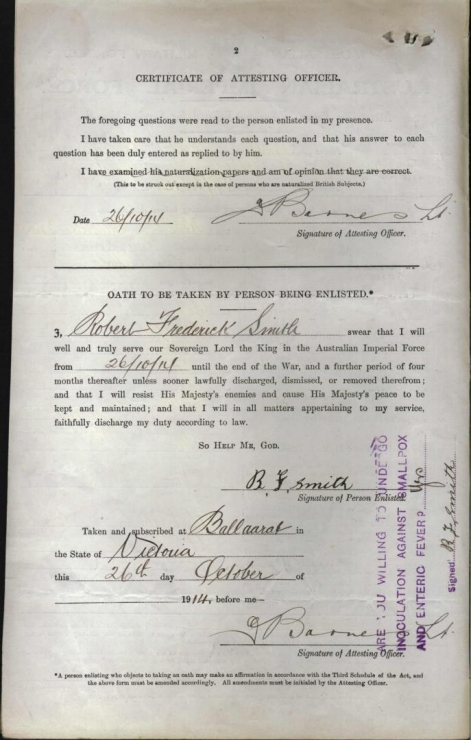 2
CERTIFICATE OF ATTESTING OFFICER.
The foregoing questions were read to the person enlisted in my presence.
I have taken care that he understands each question, and that his answer to each
question has been duly entered as replied to by him.
I have examined his naturalization papers and am of opinion that they are correct.
(This to be struck out except in the case of persons who are naturalized British Subjects.)
Date 26/10/14 Barnes Lt.
Signature of Attesting Officer.
OATH TO BE TAKEN BY PERSON BEING ENLISTED.*
Robert Frederick Smith swear that I will
well and truly serve our Sovereign Lord the King in the Australian Imperial Force
from 26/10/14 until the end of the War, and a further period of four
months thereafter unless sooner lawfully discharged, dismissed, or removed therefrom;
and that I will resist His Majesty's enemies and cause His Majesty's peace to be
kept and maintained; and that I will in all matters appertaining to my service,
faithfully discharge my duty according to law.
SO HELP ME, GOD.
R. F. Smith
Signature of Person Enlisted.
Taken and subscribed at Ballaarat in
the State of Victoria
this 26th day October of
1914, before me—
Barnes Lt.
Signature of Attesting Officer.
*A person enlisting who objects to taking an oath may make an affirmation in accordance with the Third Schedule of the Act, and
the above form must be amended accordingly. All amendments must be initialed by the Attesting Officer.
ARE YOU WILLING TO UNDERGO
INOCULATION AGAINST SMALLPOX
AND ENTERIC FEVER? Yes
Signed R. F. Smith